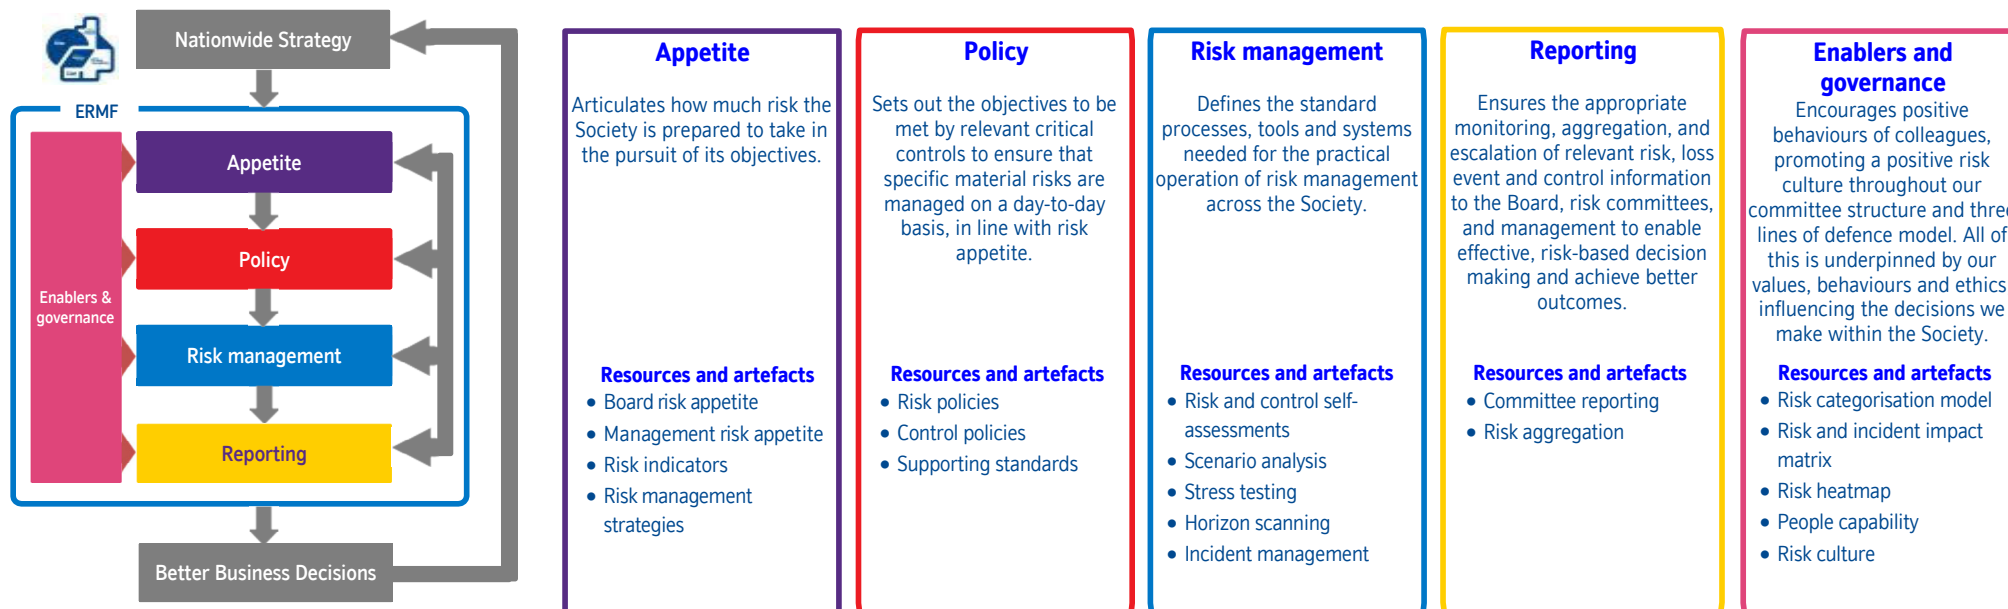 Nationwide Strategy
ERMF
Enablers &
governance
Appetite
Policy
Risk management
Reporting
Better Business Decisions
Appetite
Articulates how much risk the
Society is prepared to take in
the pursuit of its objectives.
Resources and artefacts
• Board risk appetite
• Management risk appetite
• Risk indicators
• Risk management
strategies
Policy
Sets out the objectives to be
met by relevant critical
controls to ensure that
specific material risks are
managed on a day-to-day
basis, in line with risk
appetite.
Resources and artefacts
• Risk policies
• Control policies
• Supporting standards
Risk management
Defines the standard
processes, tools and systems
needed for the practical
operation of risk management
across the Society.
Resources and artefacts
• Risk and control self-
assessments
• Scenario analysis
• Stress testing
• Horizon scanning
• Incident management
Reporting
Ensures the appropriate
monitoring, aggregation, and
escalation of relevant risk, loss
event and control information
to the Board, risk committees,
and management to enable
effective, risk-based decision
making and achieve better
outcomes.
Resources and artefacts
• Committee reporting
• Risk aggregation
Enablers and
governance
Encourages positive
behaviours of colleagues,
promoting a positive risk
culture throughout our
committee structure and three
lines of defence model. All of
this is underpinned by our
values, behaviours and ethics
influencing the decisions we
make within the Society.
Resources and artefacts
• Risk categorisation model
• Risk and incident impact
matrix
• Risk heatmap
• People capability
• Risk culture